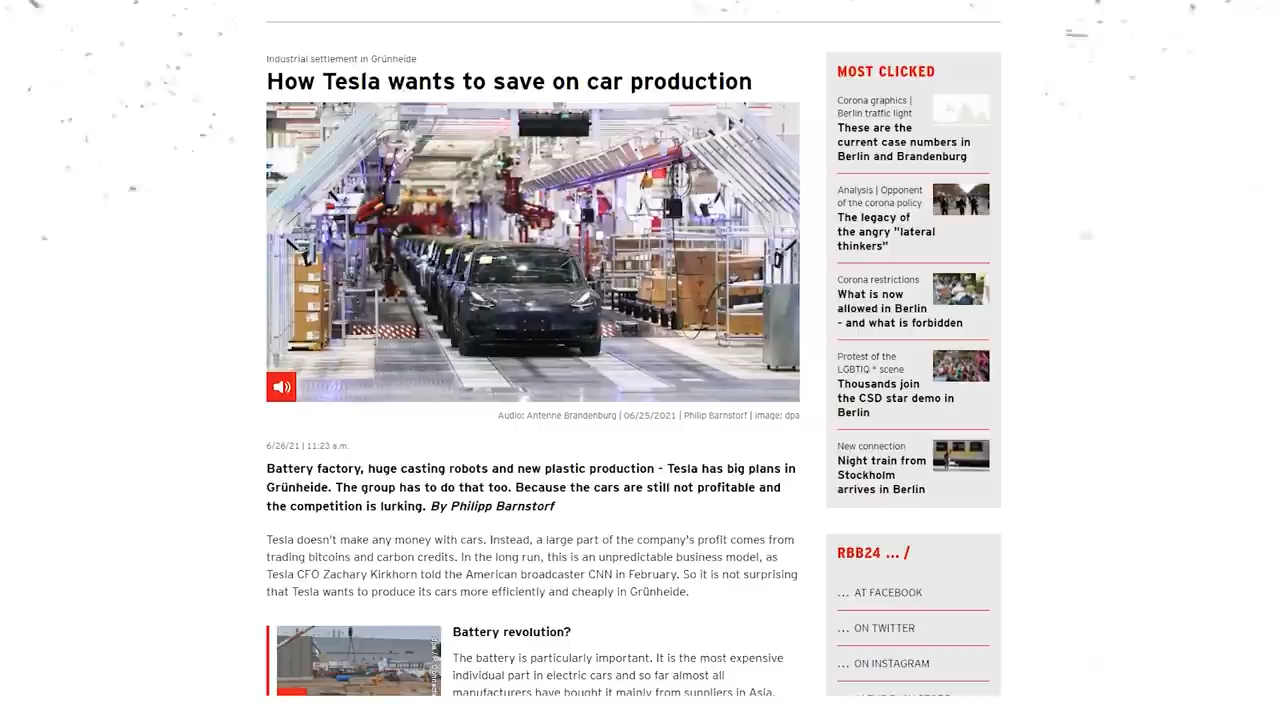 Industrial settlement in Grünheide
How Tesla wants to save on car production
Audio: Antenne Brandenburg | 06/25/2021 | Philip Barnstorf | Image: dpa
6/26/21 | 11:23 a.m.
Battery factory, huge casting robots and new plastic production - Tesla has big plans in
Grünheide. The group has to do that too. Because the cars are still not profitable and
the competition is lurking. By Philipp Barnstorf
Tesla doesn't make any money with cars. Instead, a large part of the company's profit comes from
trading bitcoins and carbon credits. In the long run, this is an unpredictable business model, as
Tesla CFO Zachary Kirkhorn told the American broadcaster CNN in February. So it is not surprising
that Tesla wants to produce its cars more efficiently and cheaply in Grünheide.
Battery revolution?
The battery is particularly important. It is the most expensive
individual part in electric cars and so far almost all
manufacturers have bought it mainly from suppliers in Asia.
MOST CLICKED
Corona graphics |
Berlin traffic light
These are the
current case numbers in
Berlin and Brandenburg
Analysis | Opponent
of the corona policy
The legacy of
the angry "lateral
thinkers"
Corona restrictions
What is now
allowed in Berlin
- and what is forbidden
Protest of the
LGBTIQ * scene
Thousands join
the CSD star demo in
Berlin
New connection
Night train from
Stockholm
arrives in Berlin
RBB24 ... /
... AT FACEBOOK
... ON TWITTER
... ON INSTAGRAM